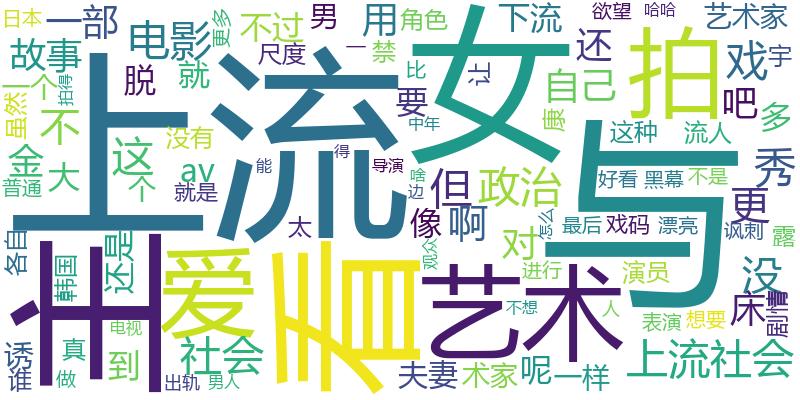 日本
一部
电影
更多
不过
男
用
角色
下流
欲望
哈哈
艺术家
故事
脱
就
尺度
一
禁
还
戏
宇
虽然
一个
拍得
不
上流
女
比
让
自己
拍
吧
要
康
多
金
大
这
没有
av
中年
这种
流人
普通
个
就是
能
得
导演
啥
边
但
政治
与
好看
黑幕
不是
秀
更
太
像
啊
对
怎么
最后
戏码
漂亮
讽刺
露
各自
韩国
还是
主
爱
看
观众
艺术
进行
演员
没
床
剧情
电视
诱
谁
真
做
到
社会
出轨
男人
夫妻
术家
不想
呢
一样
人
表演
想要
上流社会